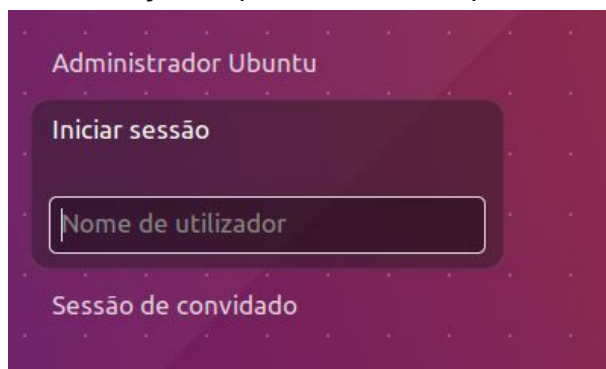 Administrador Ubuntu
Iniciar sessão
Nome de utilizador
Sessão de convidado